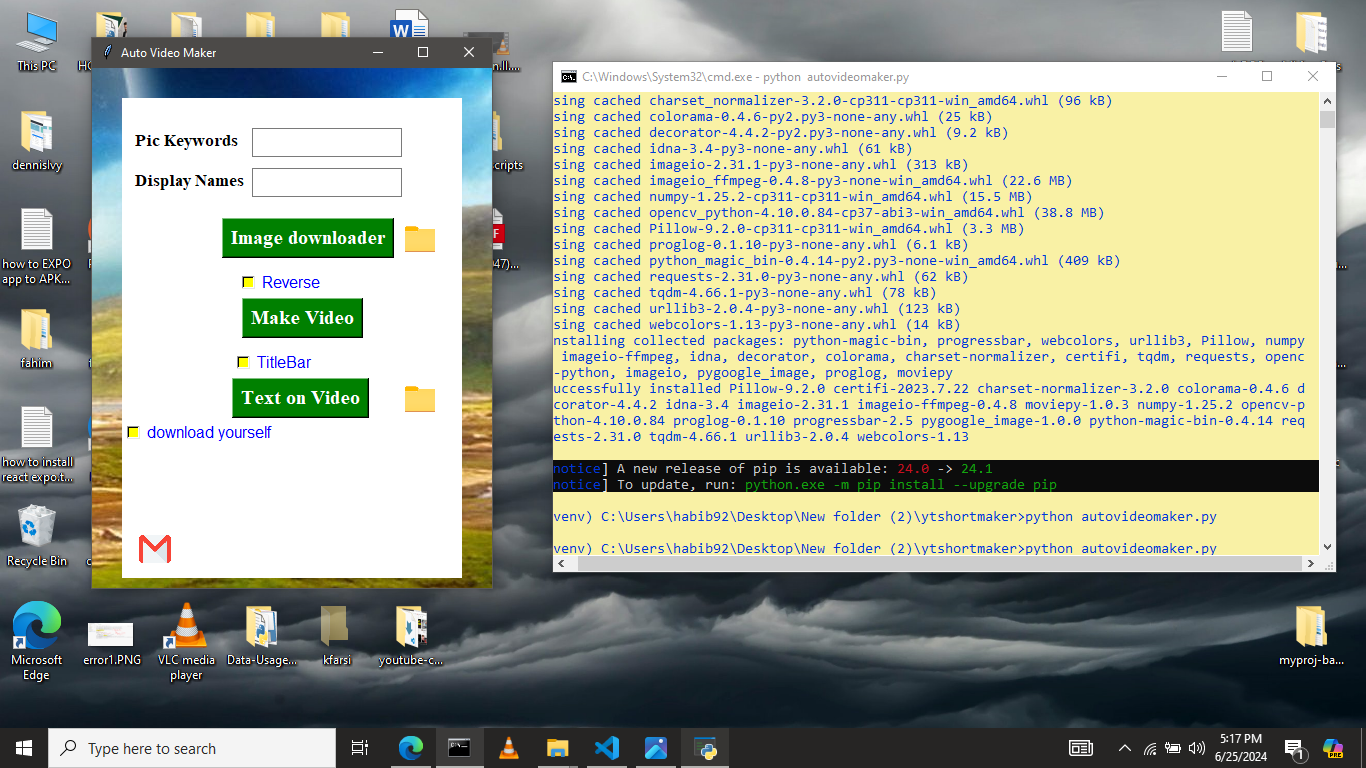 This PC
dennislvy
how to EXPO
app to APK...
fahim
how to install
react expo.t...
Recycle Bin
Microsoft
Edge
error1.PNG
VLC media
player
Data-Usage...
kfarsi
youtube-c...
myproj-ba...
Auto Video Maker
Pic Keywords
Display Names
Image downloader
Reverse
Make Video
TitleBar
Text on Video
download yourself
C:\Windows\System32\cmd.exe - python autovideomaker.py
sing cached charset_normalizer-3.2.0-cp311-cp311-win_amd64.whl (96 kB)
sing cached colorama-0.4.6-py2.py3-none-any.whl (25 kB)
sing cached decorator-4.4.2-py2.py3-none-any.whl (9.2 kB)
sing cached idna-3.4-py3-none-any.whl (61 kB)
sing cached imageio-2.31.1-py3-none-any.whl (313 kB)
sing cached imageio_ffmpeg-0.4.8-py3-none-win_amd64.whl (22.6 MB)
sing cached numpy-1.25.2-cp311-cp311-win_amd64.whl (15.5 MB)
sing cached opencv_python-4.10.0.84-cp37-abi3-win_amd64.whl (38.8 MB)
sing cached Pillow-9.2.0-cp311-cp311-win_amd64.whl (3.3 MB)
sing cached proglog-0.1.10-py3-none-any.whl (6.1 kB)
sing cached python_magic_bin-0.4.14-py2.py3-none-win_amd64.whl (409 kB)
sing cached requests-2.31.0-py3-none-any.whl (62 kB)
sing cached tqdm-4.66.1-py3-none-any.whl (78 kB)
sing cached urllib3-2.0.4-py3-none-any.whl (123 kB)
sing cached webcolors-1.13-py3-none-any.whl (14 kB)
nstalling collected packages: python-magic-bin, progressbar, webcolors, urllib3, Pillow, numpy
imageio-ffmpeg, idna, decorator, colorama, charset-normalizer, certifi, tqdm, requests, openc
-python, imageio, pygoogle_image, proglog, moviepy
uccessfully installed Pillow-9.2.0 certifi-2023.7.22 charset-normalizer-3.2.0 colorama-0.4.6 d
corator-4.4.2 idna-3.4 imageio-2.31.1 imageio-ffmpeg-0.4.8 moviepy-1.0.3 numpy-1.25.2 opencv-p
thon-4.10.0.84 proglog-0.1.10 progressbar-2.5 pygoogle_image-1.0.0 python-magic-bin-0.4.14 req
ests-2.31.0 tqdm-4.66.1 urllib3-2.0.4 webcolors-1.13
notice] A new release of pip is available: 24.0 -> 24.1
notice] To update, run: python.exe -m pip install --upgrade pip
venv) C:\Users\habib92\Desktop\New folder (2)\ytshortmaker>python autovideomaker.py
venv) C:\Users\habib92\Desktop\New folder (2)\ytshortmaker>python autovideomaker.py
Type here to search
5:17 PM
6/25/2024
1
PRE